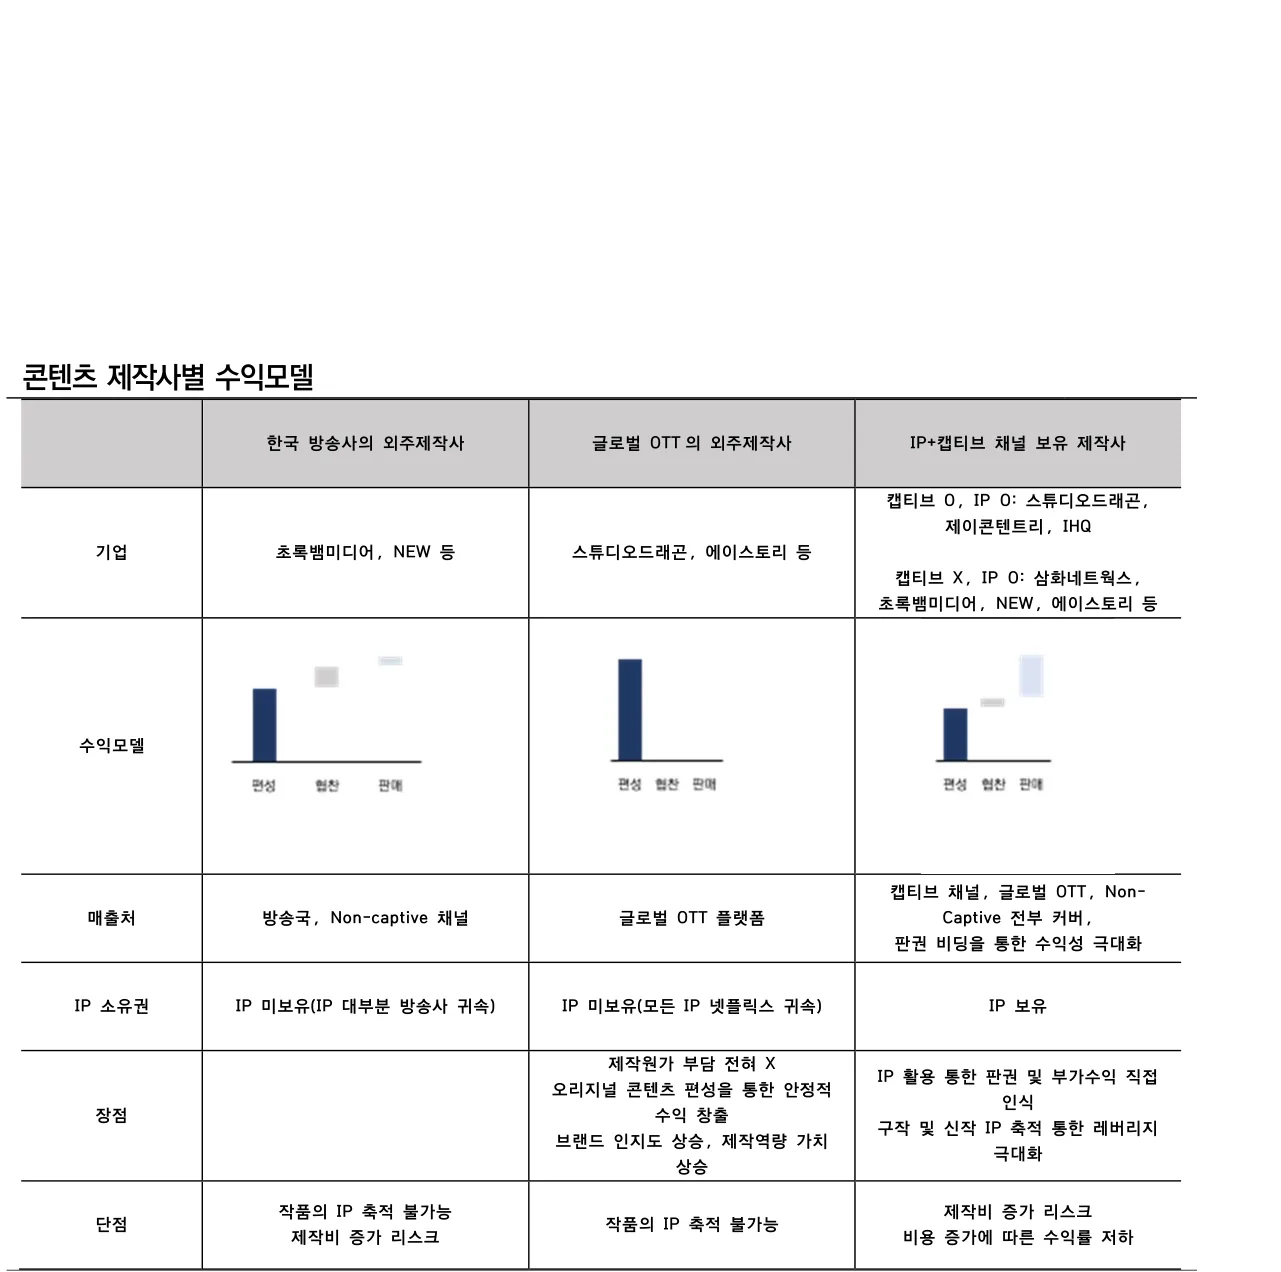 콘텐츠 제작사별 수익모델
한국 방송사의 외주제작사
글로벌 OTT의 외주제작사
IP+캡티브 채널 보유 제작사
기업
초록뱀미디어, NEW 등
스튜디오드래곤, 에이스토리 등
캡티브 O, IP O: 스튜디오드래곤,
제이콘텐트리, IHQ
캡티브 X, IP O: 삼화네트웍스,
초록뱀미디어, NEW, 에이스토리 등
수익모델
편성 협찬 판매
편성 협찬 판매
편성 협찬 판매
매출처
방송국, Non-captive 채널
글로벌 OTT 플랫폼
캡티브 채널, 글로벌 OTT, Non-
Captive 전부 커버,
판권 비딩을 통한 수익성 극대화
IP 소유권
IP 미보유(IP 대부분 방송사 귀속)
IP 미보유(모든 IP 넷플릭스 귀속)
IP 보유
장점
제작원가 부담 전혀 X
오리지널 콘텐츠 편성을 통한 안정적
수익 창출
브랜드 인지도 상승, 제작역량 가치
상승
IP 활용 통한 판권 및 부가수익 직접
인식
구작 및 신작 IP 축적 통한 레버리지
극대화
단점
작품의 IP 축적 불가능
제작비 증가 리스크
작품의 IP 축적 불가능
제작비 증가 리스크
비용 증가에 따른 수익률 저하